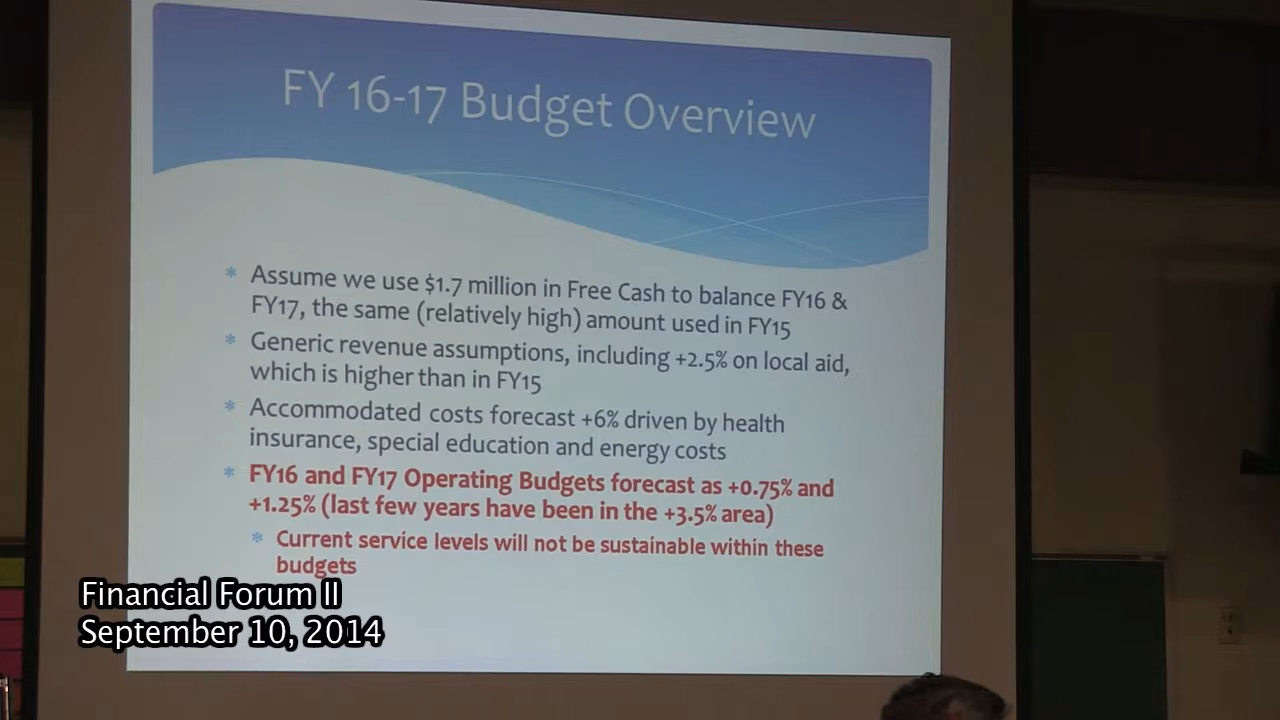 FY 16-17 Budget Overview
* Assume we use $1.7 million in Free Cash to balance FY16 &
FY17, the same (relatively high) amount used in FY15
* Generic revenue assumptions, including +2.5% on local aid,
which is higher than in FY15
* Accommodated costs forecast +6% driven by health
insurance, special education and energy costs
* FY16 and FY17 Operating Budgets forecast as +0.75% and
+1.25% (last few years have been in the +3.5% area)
* Current service levels will not be sustainable within these
budgets
Financial Forum II
September 10, 2014